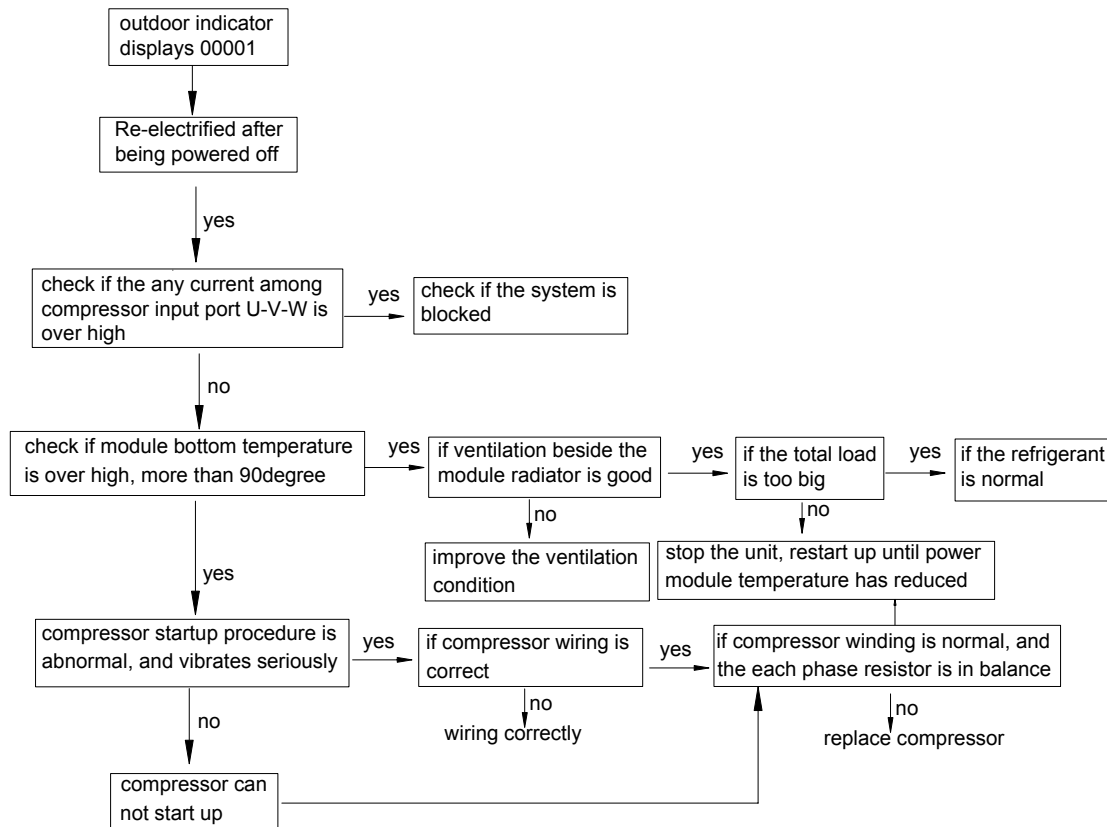 outdoor indicator
displays 00001
Re-electrified after
being powered off
yes
check if the any current among
compressor input port U-V-W is
over high
yes
check if the system is
blocked
no
check if module bottom temperature
is over high, more than 90degree
yes
if ventilation beside the
module radiator is good
yes
if the total load
is too big
yes
if the refrigerant
is normal
no
improve the ventilation
condition
no
stop the unit, restart up until power
module temperature has reduced
yes
compressor startup procedure is
abnormal, and vibrates seriously
yes
if compressor wiring is
correct
yes
if compressor winding is normal, and
the each phase resistor is in balance
no
wiring correctly
no
replace compressor
no
compressor can
not start up